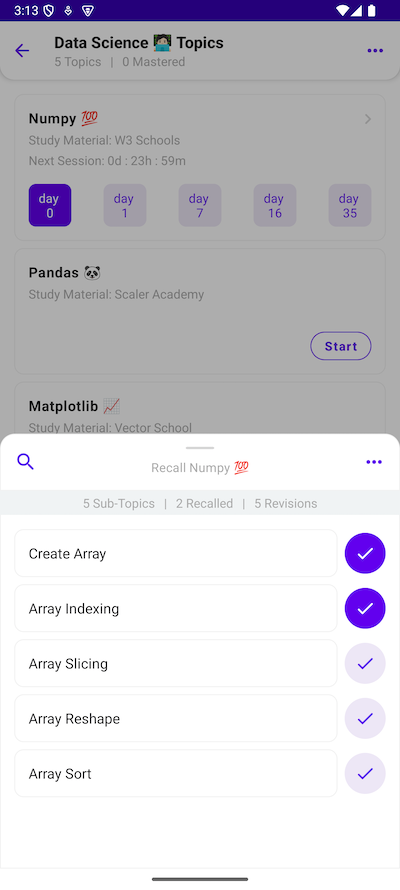 3:13
Data Science 🧑🏻‍💻 Topics
5 Topics | 0 Mastered
Numpy 💯
Study Material: W3 Schools
Next Session: 0d : 23h : 59m
day 0
day 1
day 7
day 16
day 35
Pandas 🐼
Study Material: Scaler Academy
Start
Matplotlib 📈
Study Material: Vector School
Recall Numpy 💯
5 Sub-Topics | 2 Recalled | 5 Revisions
Create Array
Array Indexing
Array Slicing
Array Reshape
Array Sort